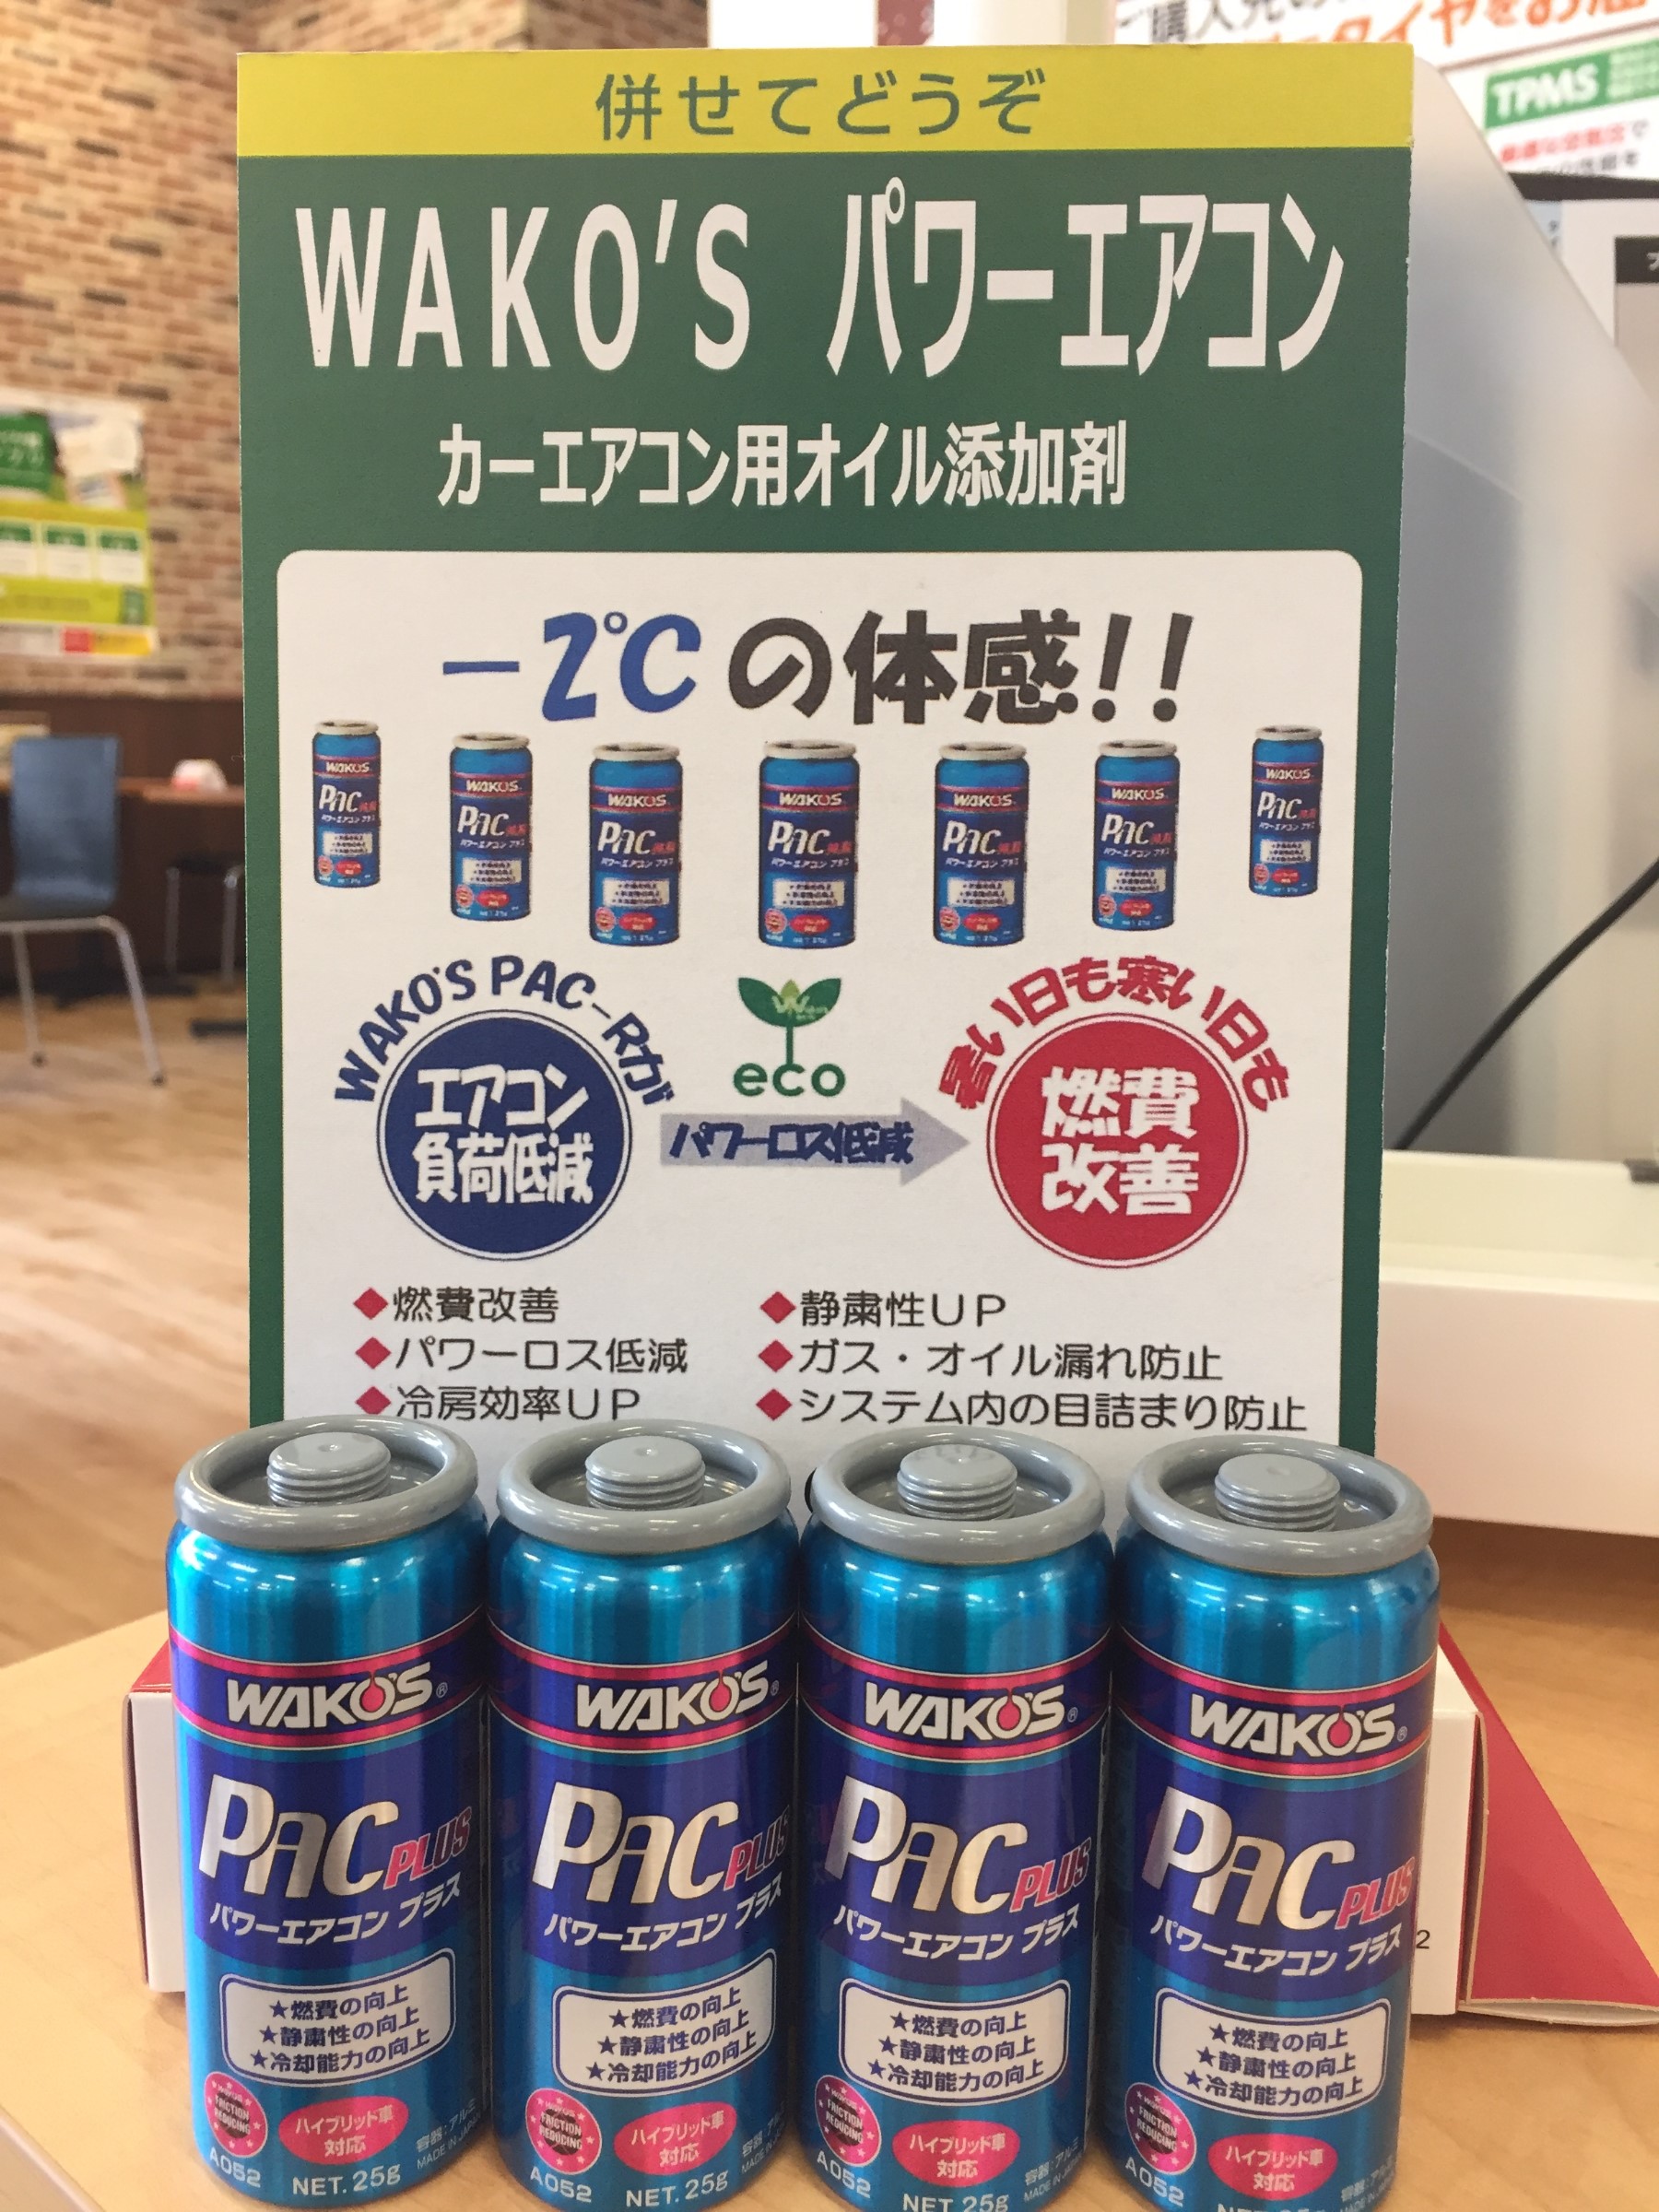 併せてどうぞ
WAKO'S パワーエアコン
カーエアコン用オイル添加剤
－2℃の体感!!
WAKO'S PAC-Rが
エアコン
負荷低減
eco
パワーロス低減
暑い日も寒い日も
燃費
改善
◆燃費改善
◆パワーロス低減
◆冷房効率UP
◆静粛性UP
◆ガス・オイル漏れ防止
◆システム内の目詰まり防止
WAKO'S®
PAC PLUS
パワーエアコン プラス
★燃費の向上
★静粛性の向上
★冷却能力の向上
WAKO'S
FRICTION
REDUCING
ハイブリッド車
対応
A052
NET.25g
WAKO'S®
PAC PLUS
パワーエアコン プラス
★燃費の向上
★静粛性の向上
★冷却能力の向上
WAKO'S
FRICTION
REDUCING
ハイブリッド車
対応
A052
NET.25g
WAKO'S®
PAC PLUS
パワーエアコン プラス
★燃費の向上
★静粛性の向上
★冷却能力の向上
WAKO'S
FRICTION
REDUCING
ハイブリッド車
対応
A052
NET.25g
WAKO'S®
PAC PLUS
パワーエアコン プラス
★燃費の向上
★静粛性の向上
★冷却能力の向上
WAKO'S
FRICTION
REDUCING
ハイブリッド車
対応
A052
2
TPMS